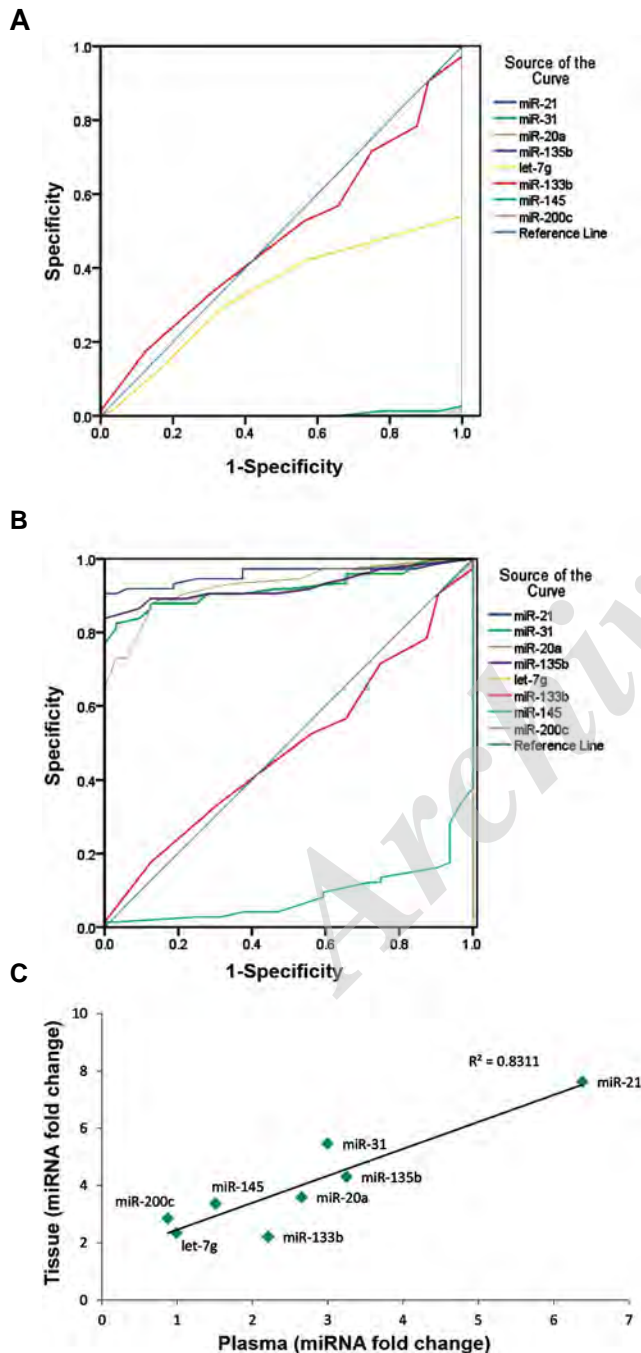 A
Specificity
1.0
0.8
0.6
0.4
0.2
0.0
0.0 0.2 0.4 0.6 0.8 1.0
1-Specificity
Source of the
Curve
miR-21
miR-31
miR-20a
miR-135b
let-7g
miR-133b
miR-145
miR-200c
Reference Line
B
Specificity
1.0
0.8
0.6
0.4
0.2
0.0
0.0 0.2 0.4 0.6 0.8 1.0
1-Specificity
Source of the
Curve
miR-21
miR-31
miR-20a
miR-135b
let-7g
miR-133b
miR-145
miR-200c
Reference Line
Archiv
C
Tissue (miRNA fold change)
10
8
6
4
2
0
R² = 0.8311
miR-21
miR-31
miR-135b
miR-145
miR-20a
miR-200c
let-7g
miR-133b
0 1 2 3 4 5 6 7
Plasma (miRNA fold change)